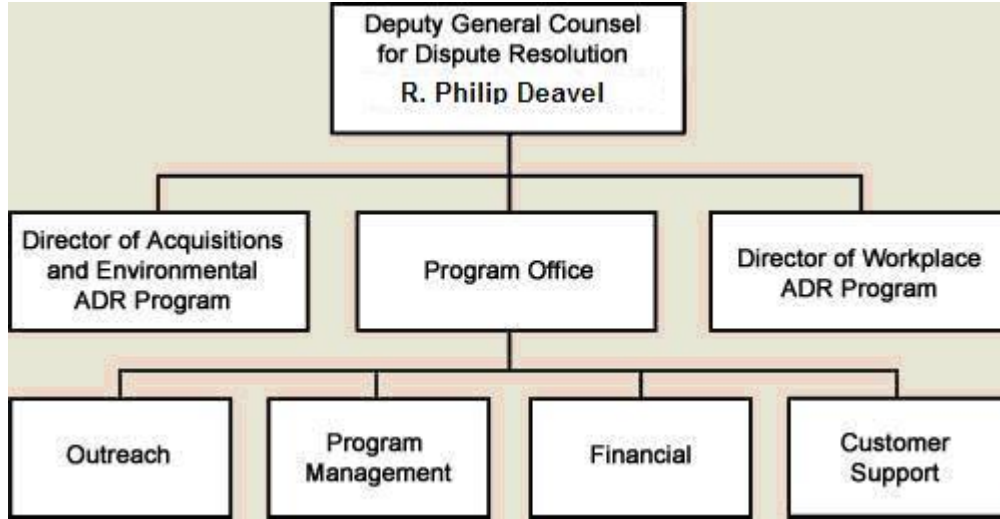 Deputy General Counsel
for Dispute Resolution
R. Philip Deavel
Director of Acquisitions
and Environmental
ADR Program
Program Office
Director of Workplace
ADR Program
Outreach
Program
Management
Financial
Customer
Support